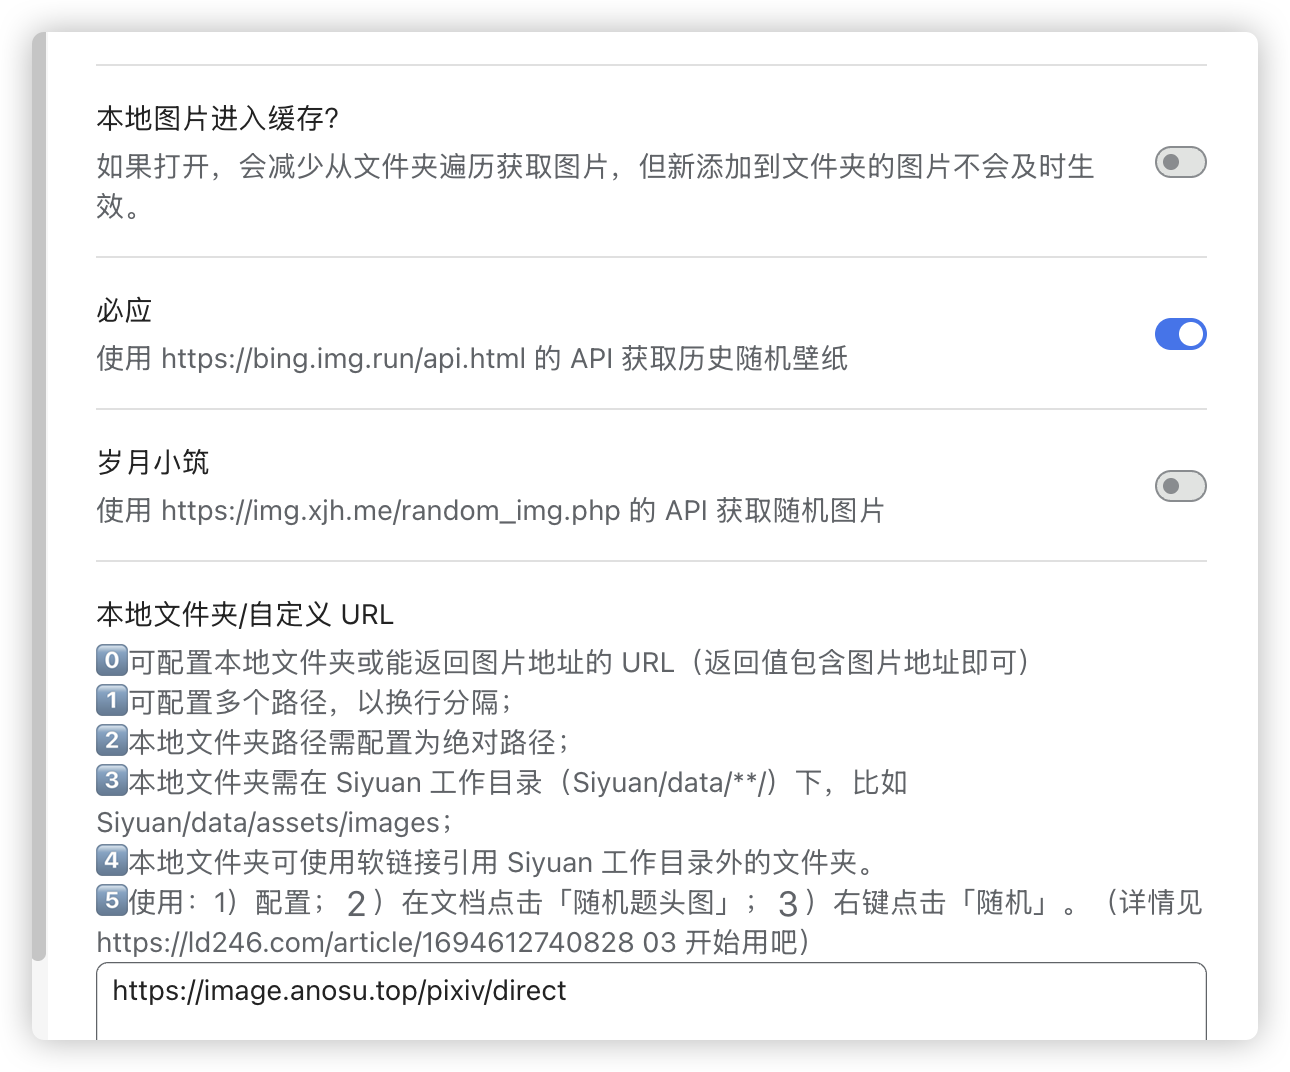 本地图片进入缓存?
如果打开，会减少从文件夹遍历获取图片，但新添加到文件夹的图片不会及时生
效。
必应
使用 https://bing.img.run/api.html 的 API 获取历史随机壁纸
岁月小筑
使用 https://img.xjh.me/random_img.php 的 API 获取随机图片
本地文件夹/自定义 URL
0️⃣可配置本地文件夹或能返回图片地址的 URL（返回值包含图片地址即可）
1️⃣可配置多个路径，以换行分隔；
2️⃣本地文件夹路径需配置为绝对路径；
3️⃣本地文件夹需在 Siyuan 工作目录（Siyuan/data/**/）下，比如
Siyuan/data/assets/images；
4️⃣本地文件夹可使用软链接引用 Siyuan 工作目录外的文件夹。
5️⃣使用：1）配置；２）在文档点击「随机题头图」；３）右键点击「随机」。（详情见
https://ld246.com/article/1694612740828 03 开始用吧）
https://image.anosu.top/pixiv/direct